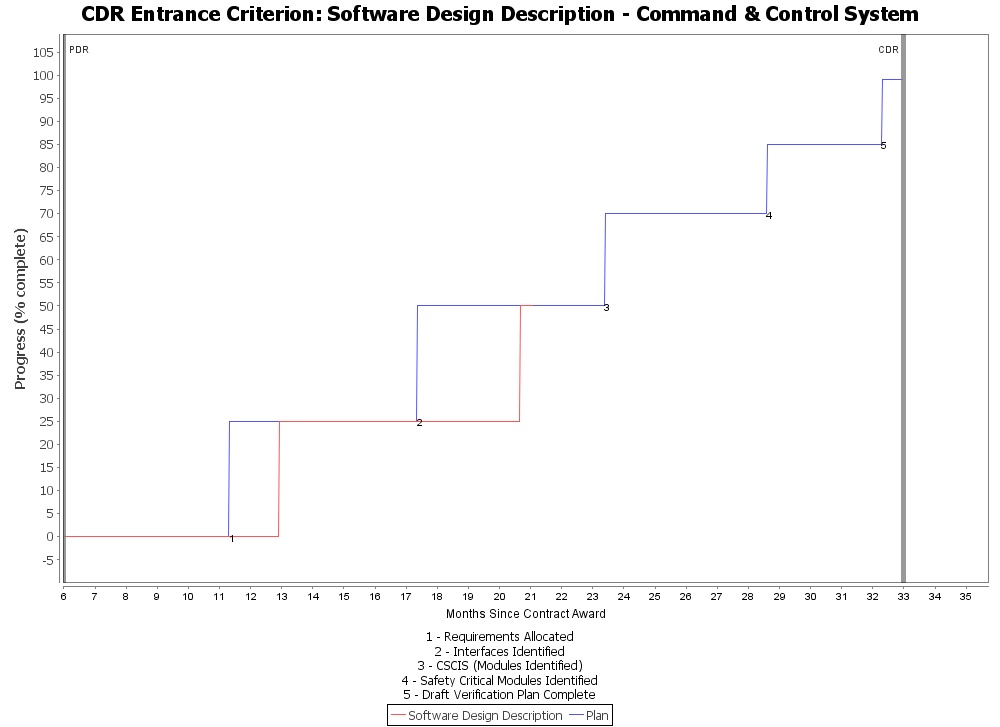 CDR Entrance Criterion: Software Design Description - Command & Control System
PDR
CDR
105
100
95
90
85
80
75
70
65
60
55
50
45
40
35
30
25
20
15
10
5
0
-5
Progress (% complete)
1
2
3
4
5
6 7 8 9 10 11 12 13 14 15 16 17 18 19 20 21 22 23 24 25 26 27 28 29 30 31 32 33 34 35
Months Since Contract Award
1 - Requirements Allocated
2 - Interfaces Identified
3 - CSCIS (Modules Identified)
4 - Safety Critical Modules Identified
5 - Draft Verification Plan Complete
Software Design Description Plan